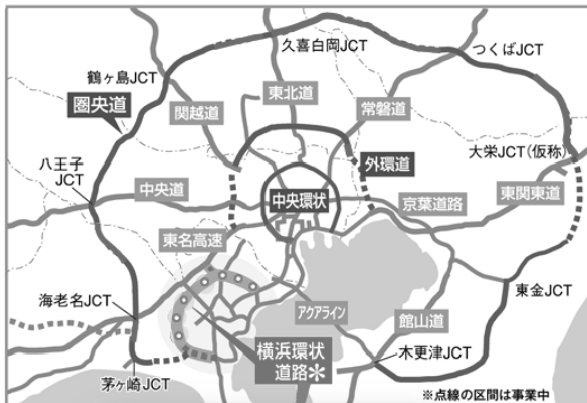 久喜白岡JCT
つくばJCT
鶴ヶ島JCT
東北道
圏央道
関越道
常磐道
大栄JCT(仮称)
外環道
八王子
JCT
中央道
中央環状
京葉道路
東関東道
東名高速
東金JCT
海老名JCT
アクアライン
館山道
横浜環状
道路*
木更津JCT
茅ヶ崎JCT
※点線の区間は事業中